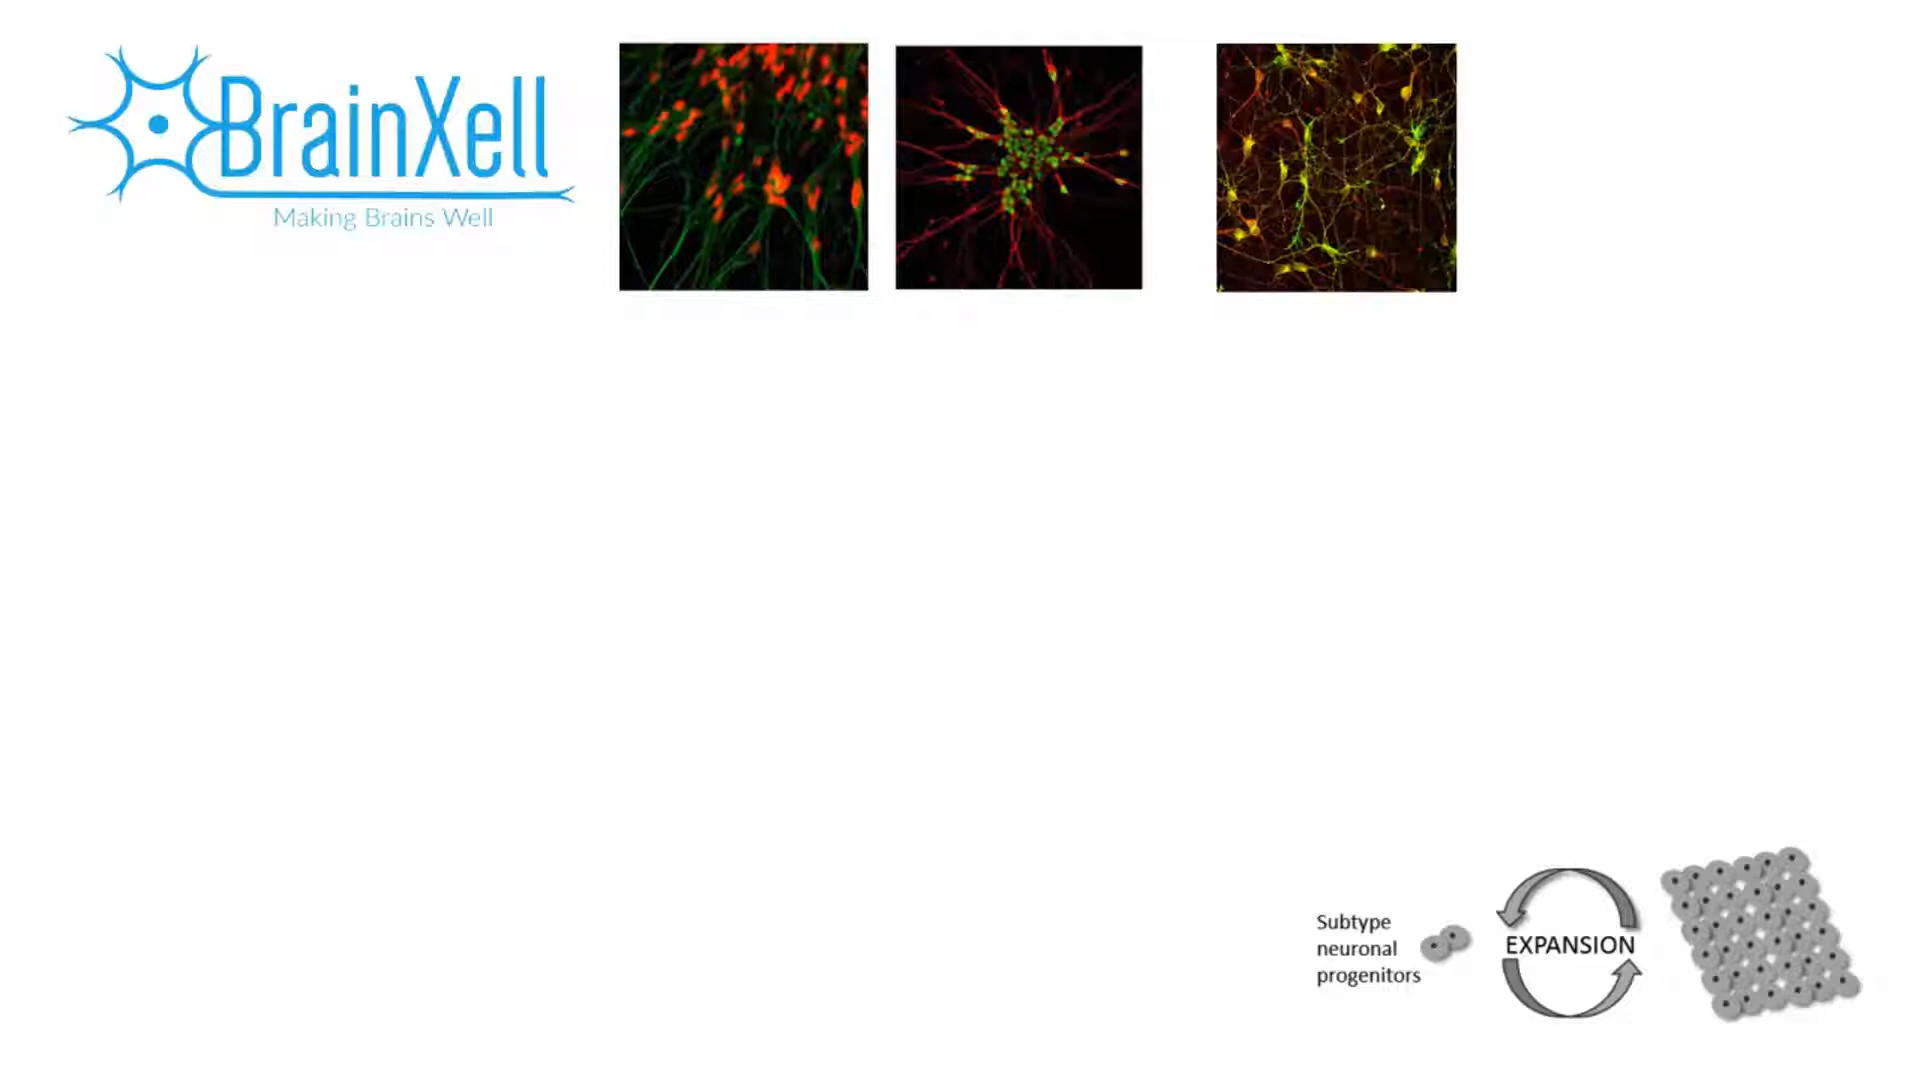 BrainXell
Making Brains Well
Subtype
neuronal
progenitors
EXPANSION